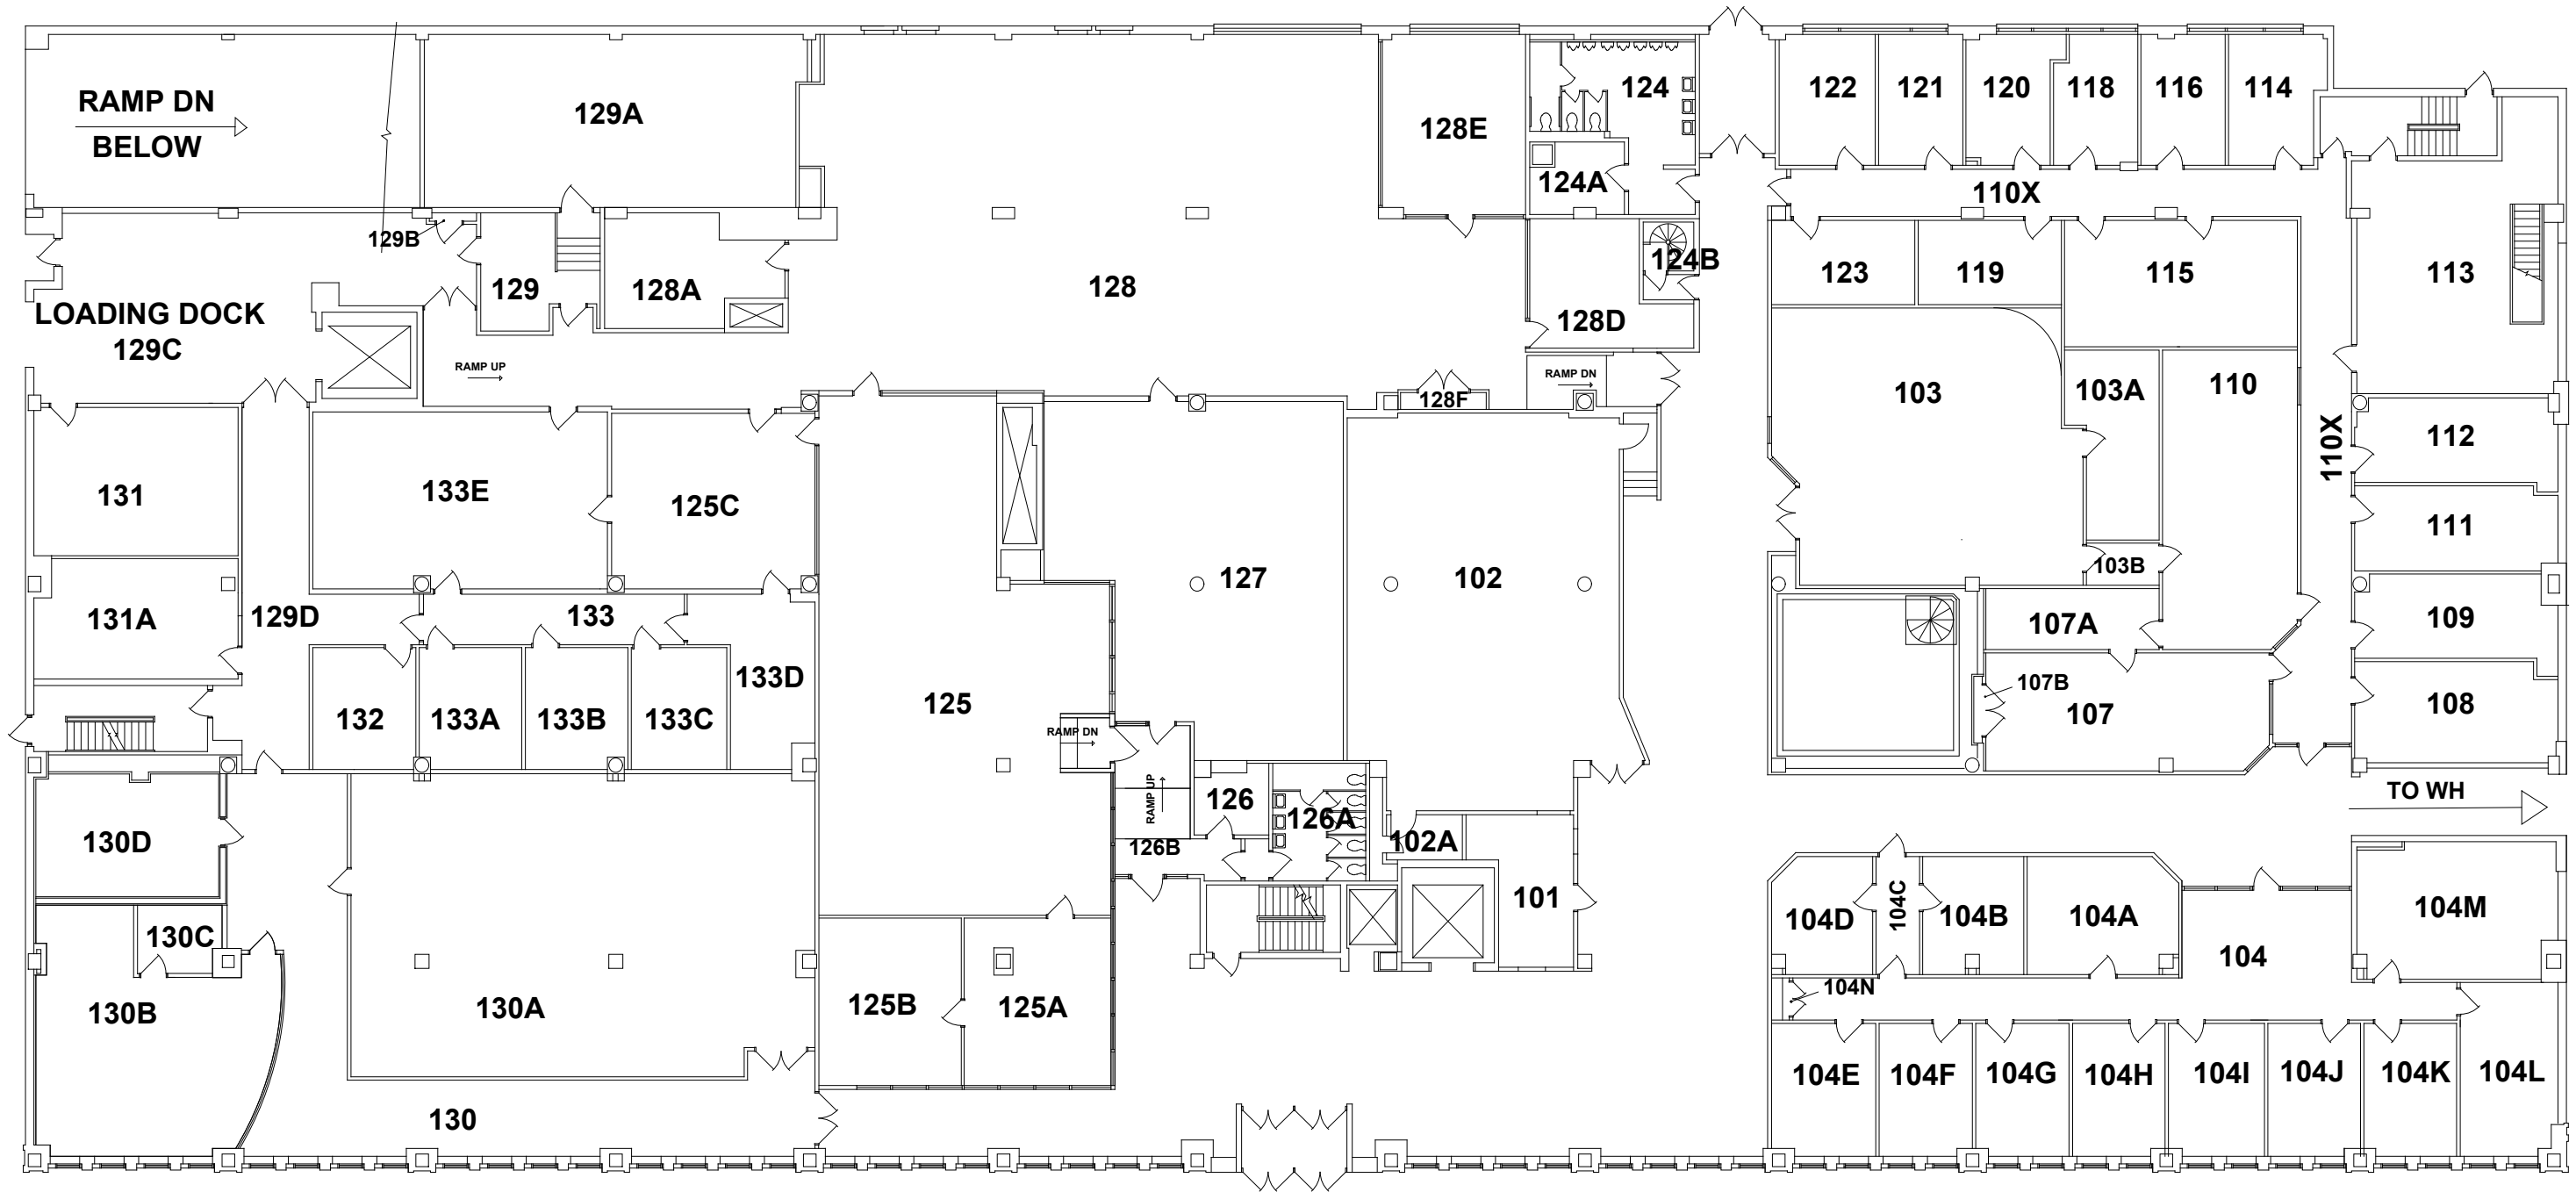 RAMP DN
BELOW
129A
128E
124
122
121
120
118
116
114
124A
110X
129B
129
128A
128
124B
128D
123
119
115
113
LOADING DOCK
129C
RAMP UP
RAMP DN
128F
103
103A
110
110X
112
131
133E
125C
111
127
102
103B
131A
129D
133
107A
109
133D
107B
132
133A
133B
133C
125
RAMP DN
107
108
RAMP UP
126
126A
TO WH
130D
126B
102A
101
104D
104C
104B
104A
104M
130C
104
130B
130A
125B
125A
104N
104E
104F
104G
104H
104I
104J
104K
104L
130